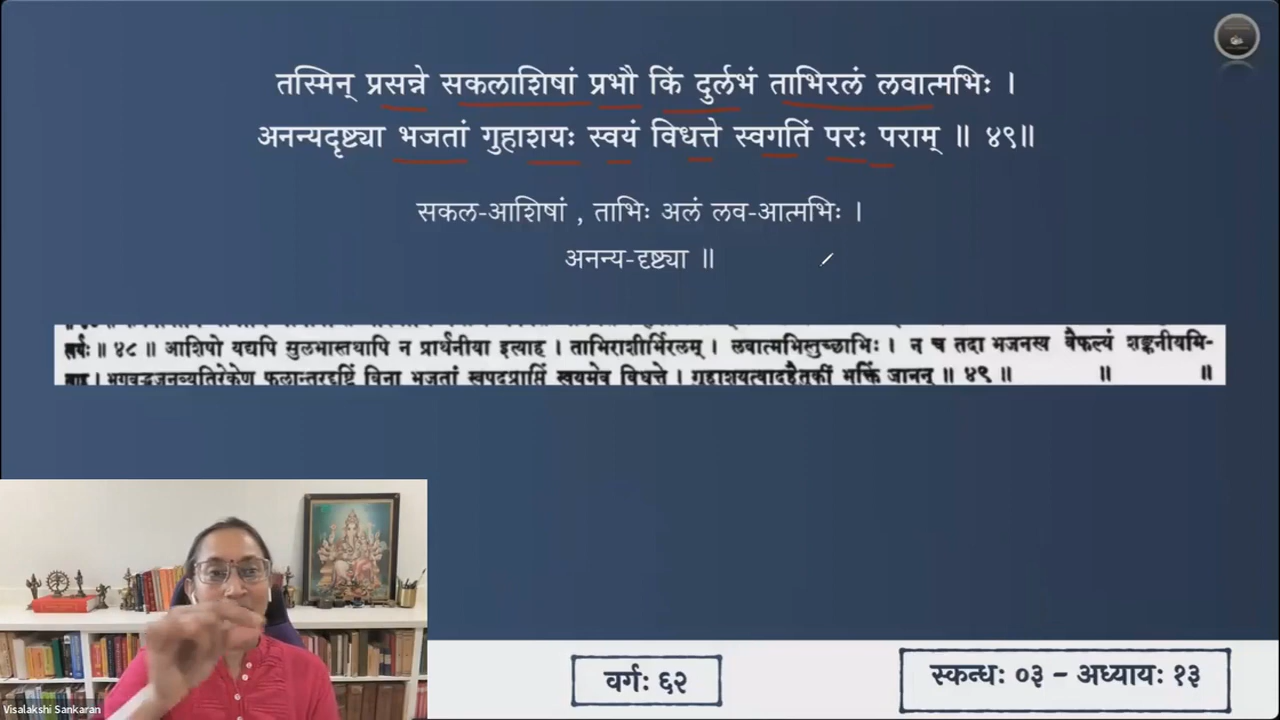 तस्मिन् प्रसन्ने सकलाशिषां प्रभौ किं दुर्लभं ताभिरलं लवात्मभिः ।
अनन्यदृष्ट्या भजतां गुहाशयः स्वयं विधत्ते स्वगतिं परः पराम् ॥ ४९॥
सकल-आशिषां , ताभिः अलं लव-आत्मभिः ।
अनन्य-दृष्ट्या ॥
॥ ४८ ॥ आशिषो यद्यपि सुलभास्तथापि न प्रार्थनीया इत्याह । ताभिराशीर्भिरलम् । लवात्मभिस्तुच्छाभिः । न च तदा भजनस्य वैफल्यं शङ्कनीयमि-
त्याह । भगवद्भजनव्यतिरेकेण फलान्तरदृष्टिं विना भजतां स्वपदप्राप्तिं स्वयमेव विधत्ते । गुहाशयत्वादहैतुकीं भक्तिं जानन् ॥ ४९ ॥ ॥ ॥
Visalakshi Sankaran
वर्गः ६२
स्कन्धः ०३ - अध्यायः १३